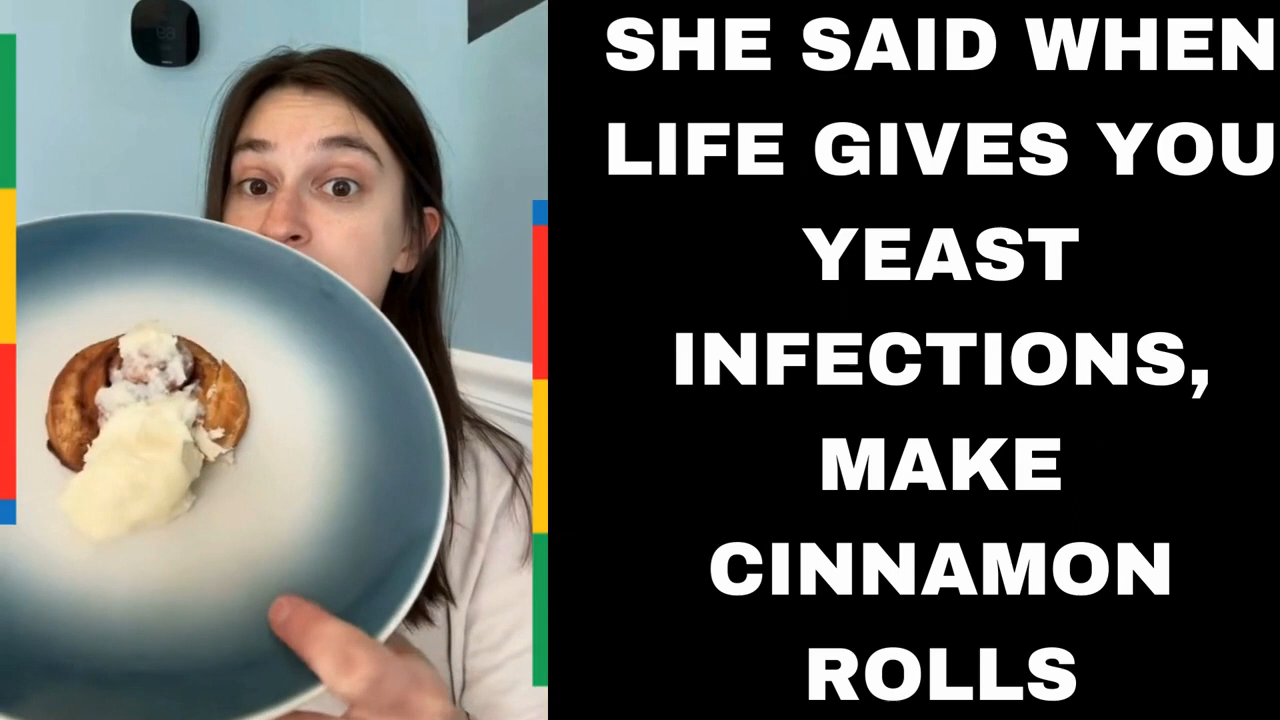 SHE SAID WHEN
LIFE GIVES YOU
YEAST
INFECTIONS,
MAKE
CINNAMON
ROLLS